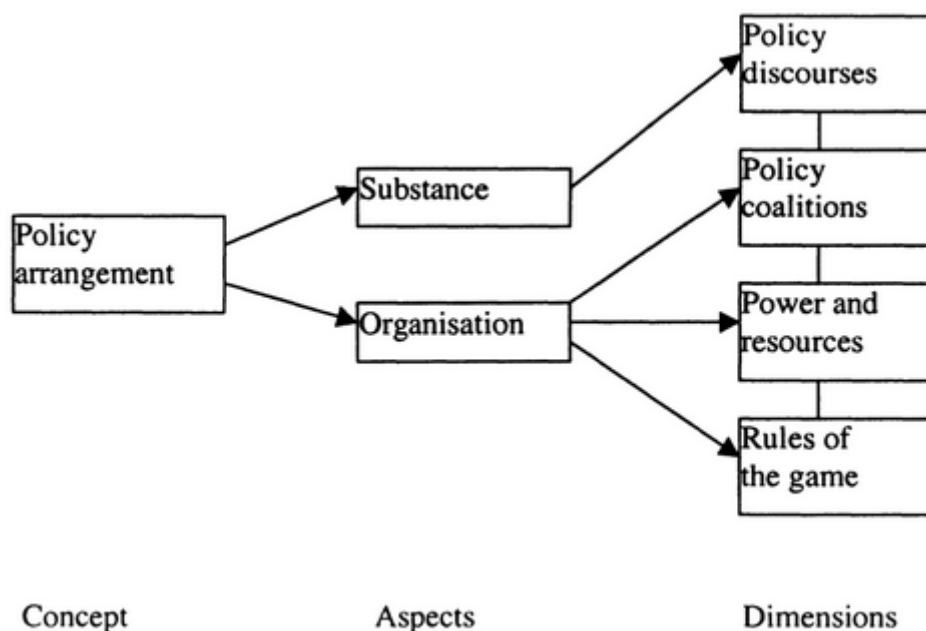 Policy
discourses
Substance
Policy
coalitions
Policy
arrangement
Organisation
Power and
resources
Rules of
the game
Concept Aspects Dimensions